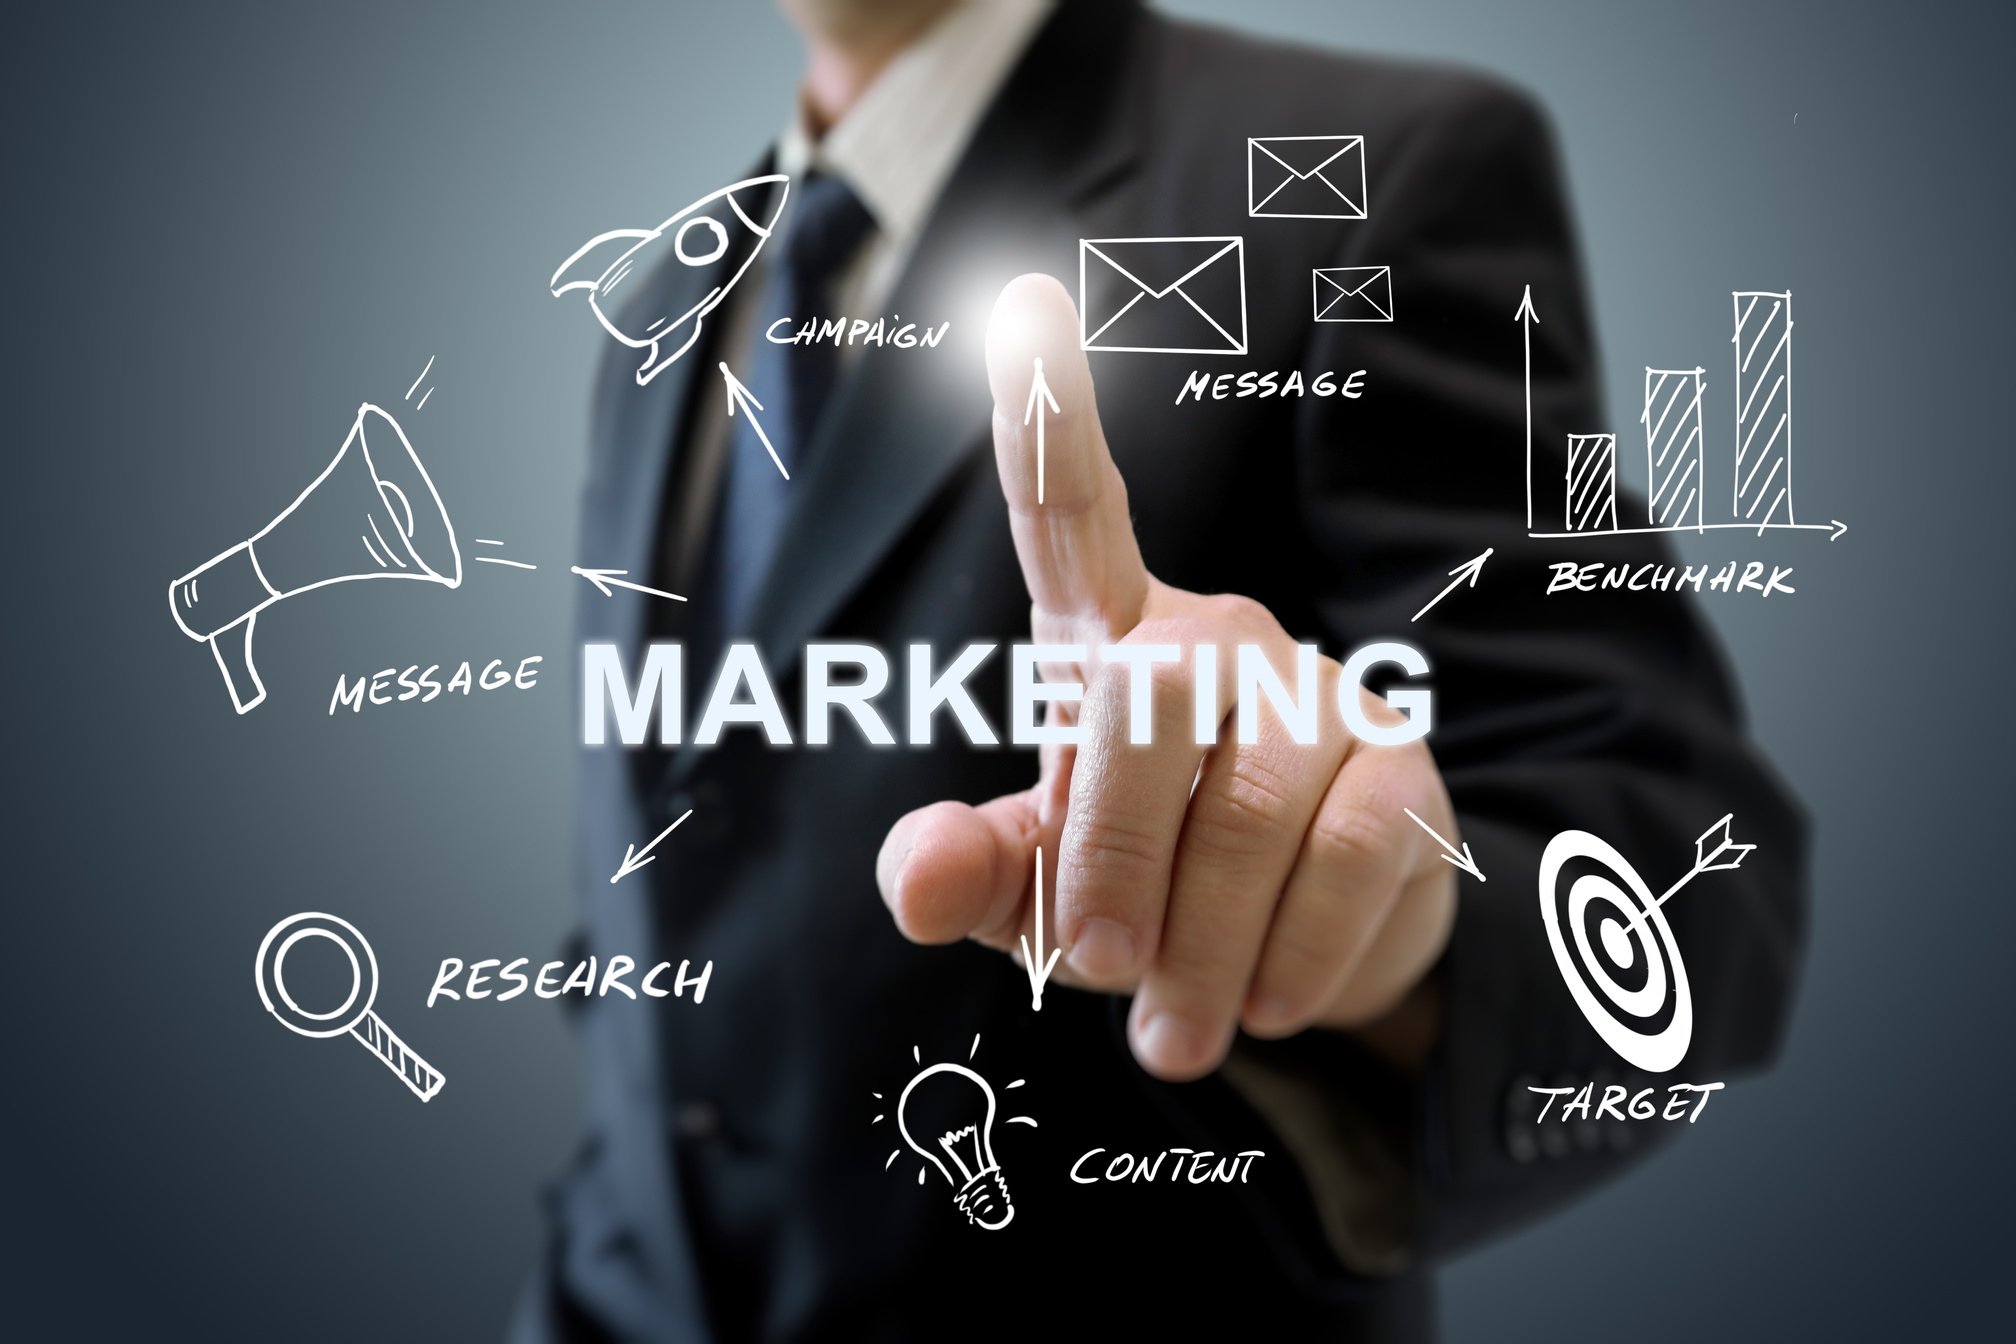 CAMPAiGN
MESSAGE
BENCHMARK
MESSAGE
MARKETING
RESEARCH
TARGET
CONTENT